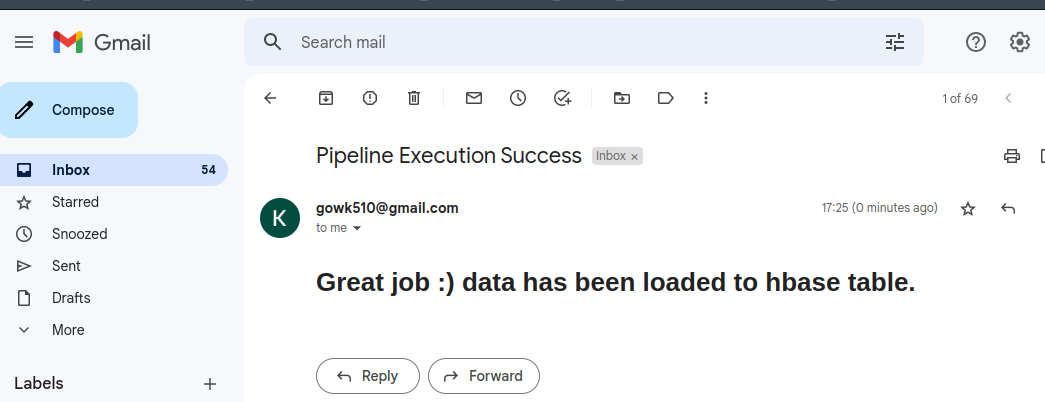 Gmail
Search mail
Compose
1 of 69
Inbox 54
Pipeline Execution Success Inbox ×
Starred
gowk510@gmail.com 17:25 (0 minutes ago)
K
to me
Snoozed
Sent
Great job :) data has been loaded to hbase table.
Drafts
More
Reply Forward
Labels +